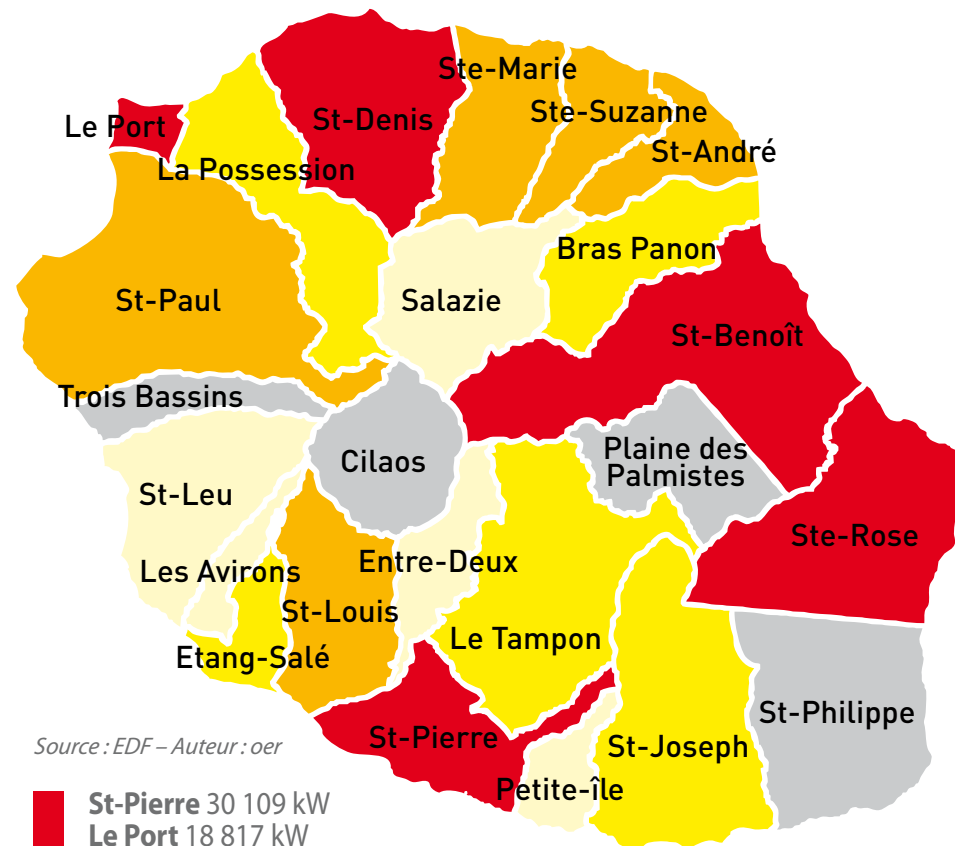 Ste-Marie
Ste-Suzanne
St-Denis
Le Port
St-André
La Possession
Bras Panon
St-Paul
Salazie
St-Benoît
Trois Bassins
Cilaos
Plaine des
Palmistes
St-Leu
Ste-Rose
Entre-Deux
Les Avirons
St-Louis
Le Tampon
Etang-Salé
St-Philippe
St-Pierre
St-Joseph
Petite-île
Source : EDF – Auteur : oer
St-Pierre 30 109 kW
Le Port 18 817 kW